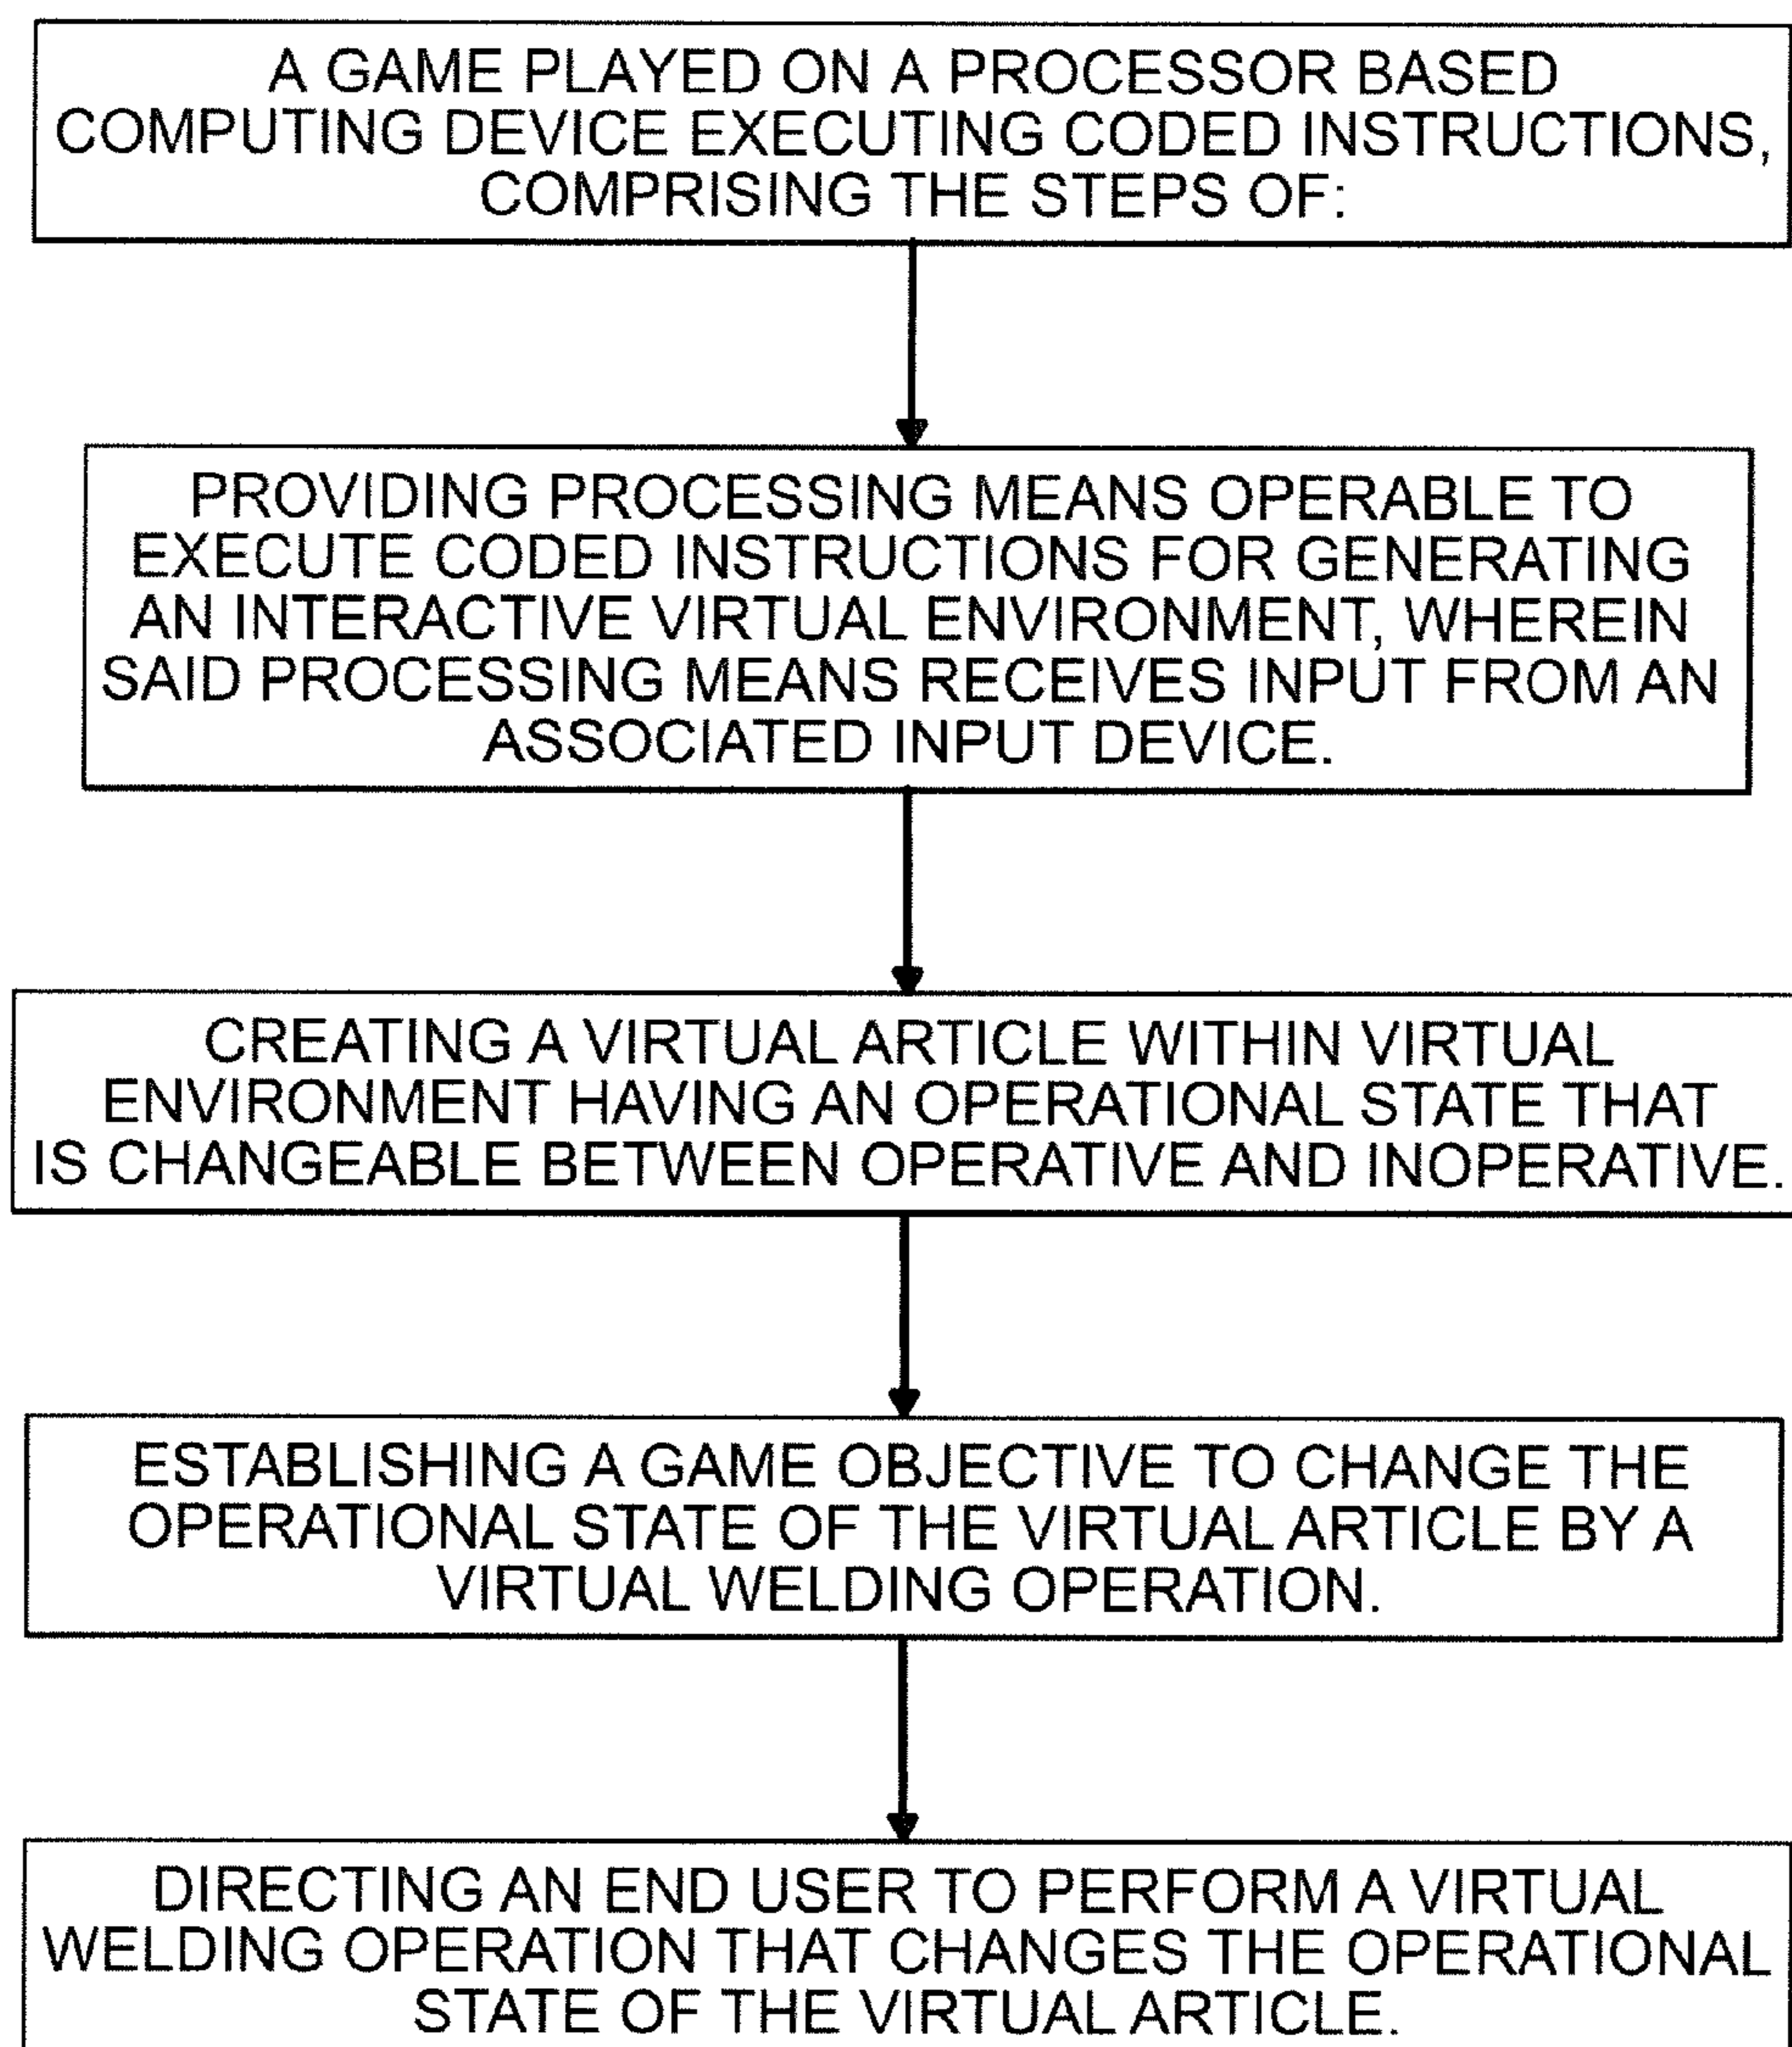 A GAME PLAYED ON A PROCESSOR BASED
COMPUTING DEVICE EXECUTING CODED INSTRUCTIONS,
COMPRISING THE STEPS OF:
PROVIDING PROCESSING MEANS OPERABLE TO
EXECUTE CODED INSTRUCTIONS FOR GENERATING
AN INTERACTIVE VIRTUAL ENVIRONMENT, WHEREIN
SAID PROCESSING MEANS RECEIVES INPUT FROM AN
ASSOCIATED INPUT DEVICE.
CREATING A VIRTUAL ARTICLE WITHIN VIRTUAL
ENVIRONMENT HAVING AN OPERATIONAL STATE THAT
IS CHANGEABLE BETWEEN OPERATIVE AND INOPERATIVE.
ESTABLISHING A GAME OBJECTIVE TO CHANGE THE
OPERATIONAL STATE OF THE VIRTUAL ARTICLE BY A
VIRTUAL WELDING OPERATION.
DIRECTING AN END USER TO PERFORM A VIRTUAL
WELDING OPERATION THAT CHANGES THE OPERATIONAL
STATE OF THE VIRTUAL ARTICLE.